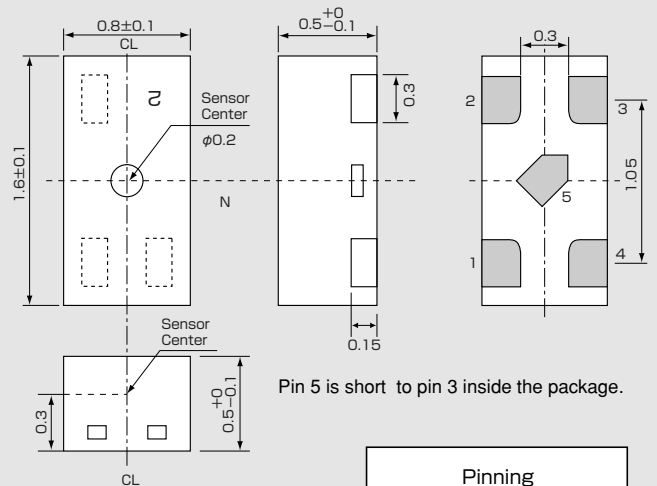 0.8±0.1
CL
+0
0.5−0.1
0.3
Sensor
Center
φ0.2
0.3
2
3
1.6±0.1
N
5
1.05
1
4
0.15
Sensor
Center
0.3
+0
0.5−0.1
CL
Pin 5 is short to pin 3 inside the package.
Pinning